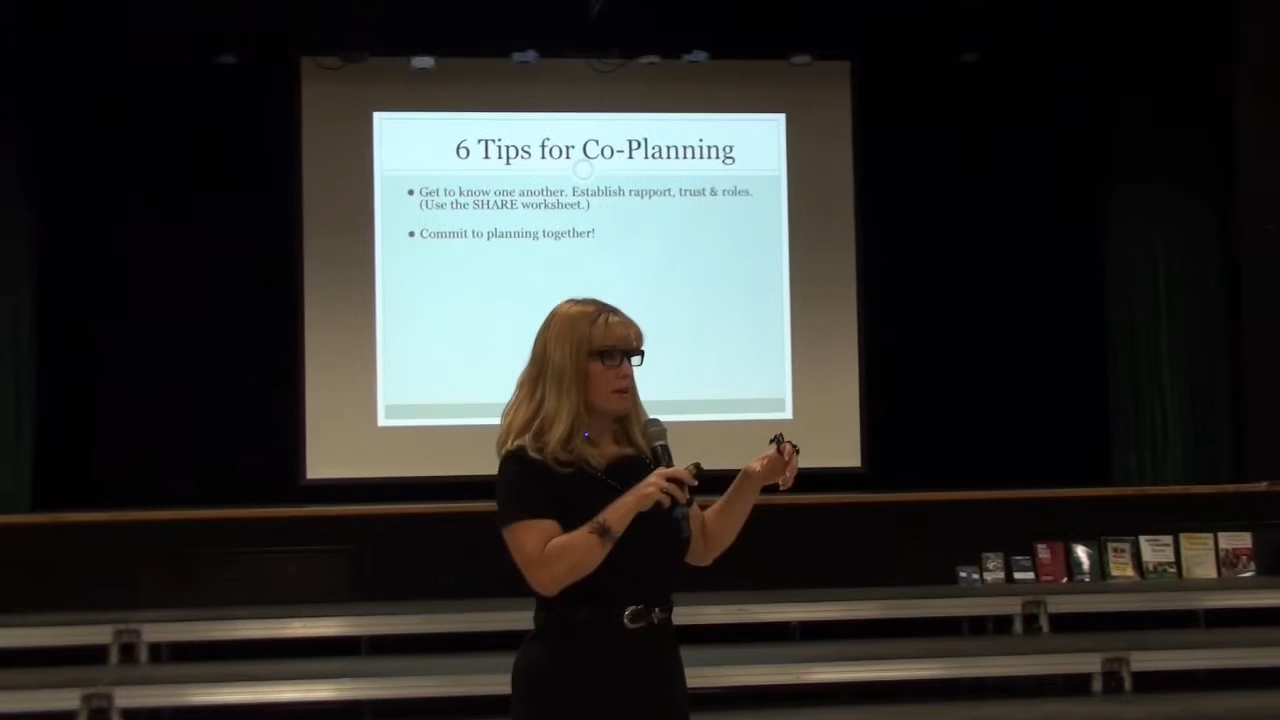 6 Tips for Co-Planning
● Get to know one another. Establish rapport, trust & roles.
(Use the SHARE worksheet.)
● Commit to planning together!